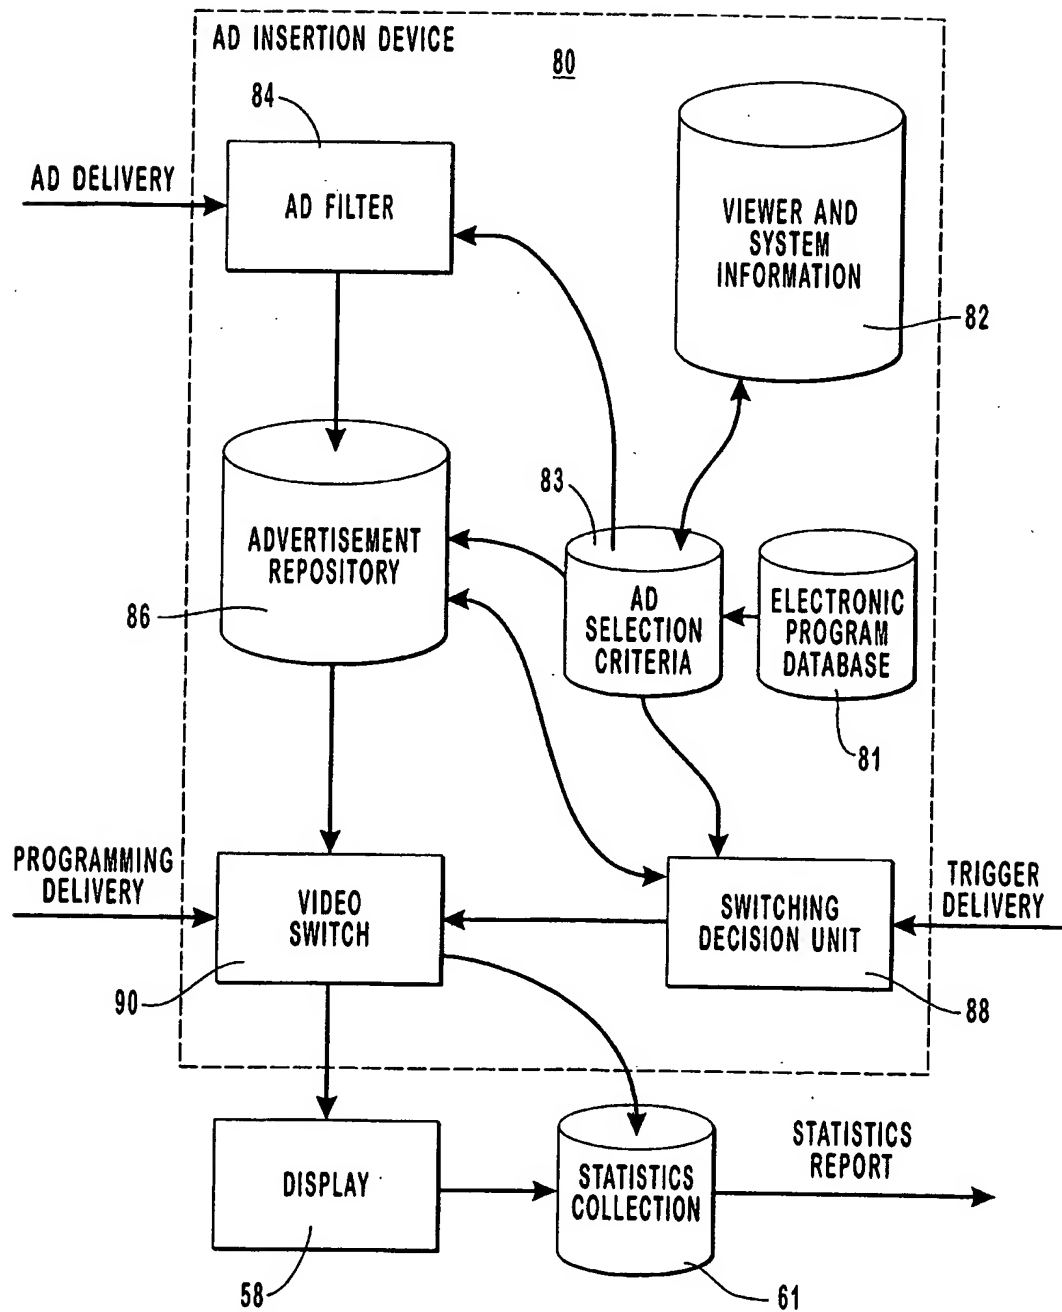 AD INSERTION DEVICE
80
84
AD DELIVERY
AD FILTER
VIEWER AND
SYSTEM
INFORMATION
82
83
ADVERTISEMENT
REPOSITORY
86
AD
SELECTION
CRITERIA
ELECTRONIC
PROGRAM
DATABASE
81
PROGRAMMING
DELIVERY
VIDEO
SWITCH
90
SWITCHING
DECISION UNIT
88
TRIGGER
DELIVERY
DISPLAY
58
STATISTICS
COLLECTION
61
STATISTICS
REPORT